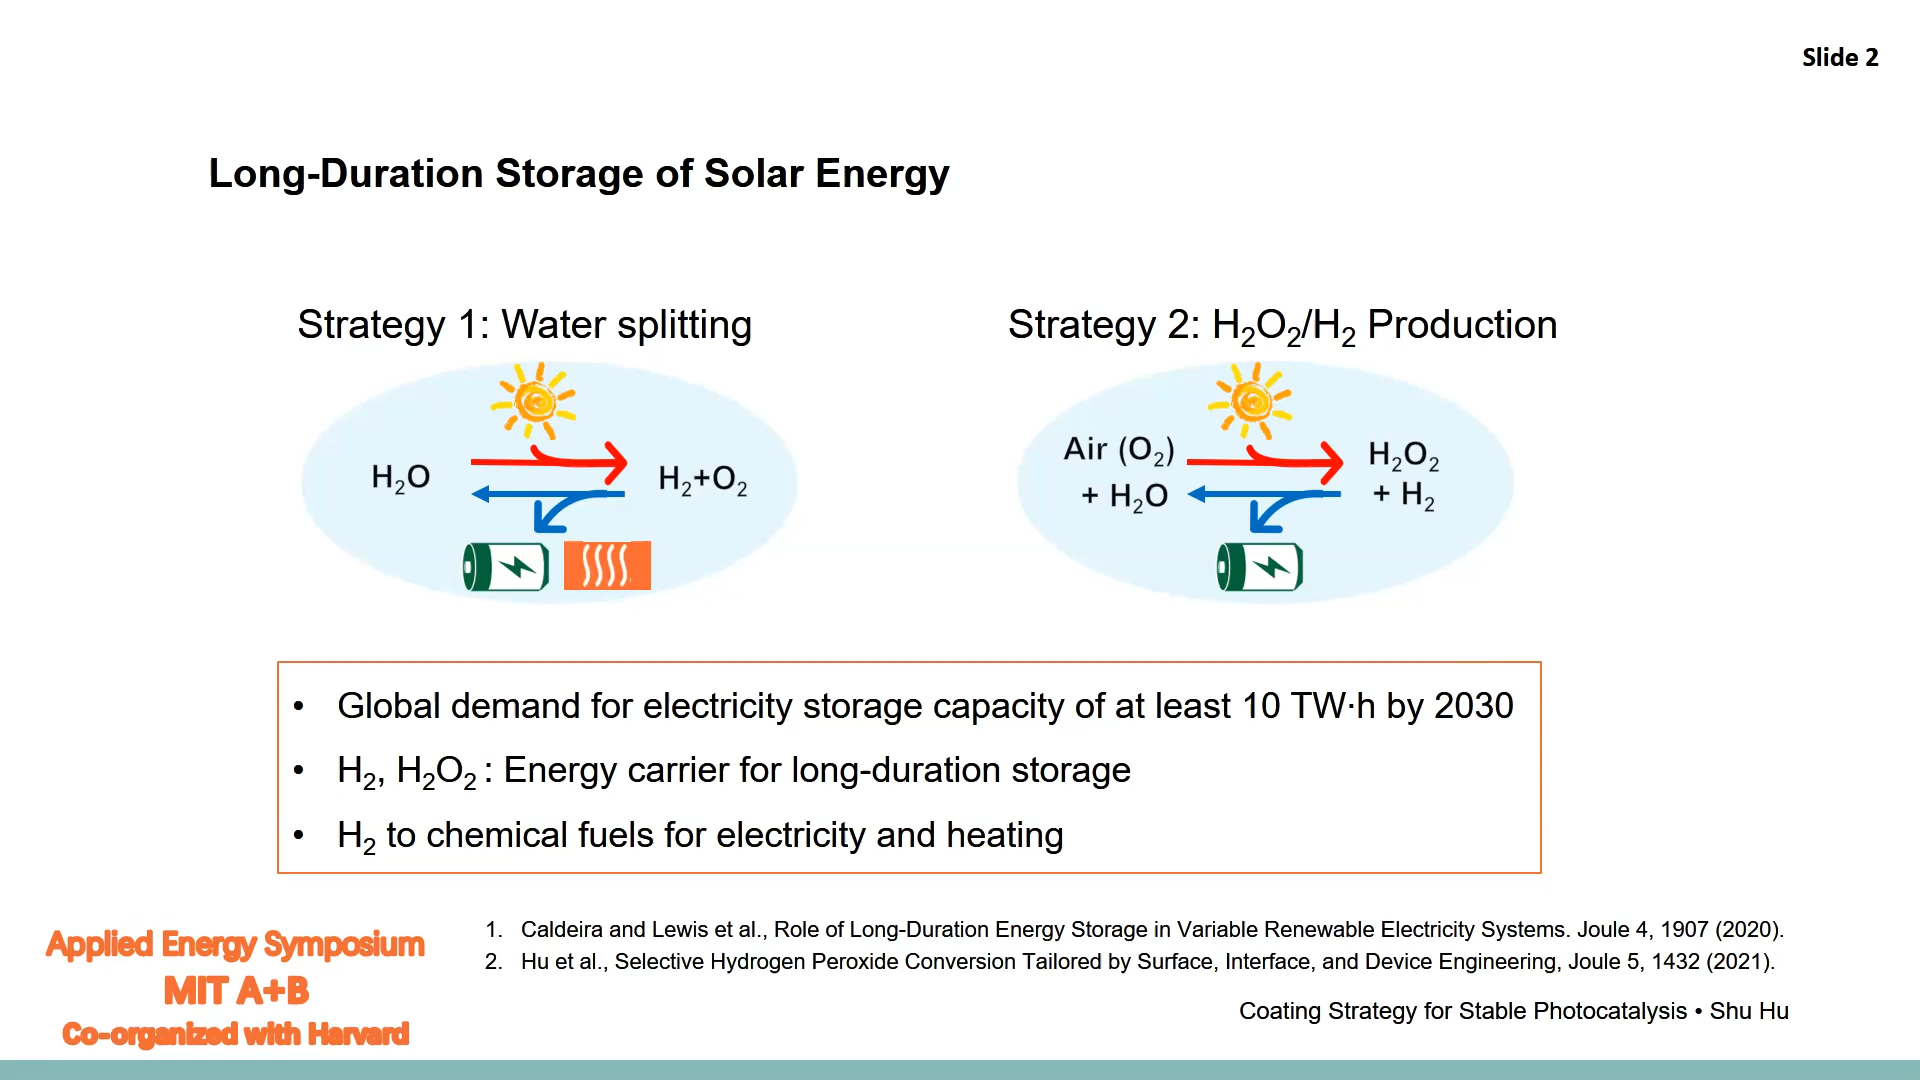 Slide 2
Long-Duration Storage of Solar Energy
Strategy 1: Water splitting
H₂O
H₂+O₂
Strategy 2: H₂O₂/H₂ Production
Air (O₂)
+ H₂O
H₂O₂
+ H₂
• Global demand for electricity storage capacity of at least 10 TW·h by 2030
• H₂, H₂O₂ : Energy carrier for long-duration storage
• H₂ to chemical fuels for electricity and heating
1. Caldeira and Lewis et al., Role of Long-Duration Energy Storage in Variable Renewable Electricity Systems. Joule 4, 1907 (2020).
2. Hu et al., Selective Hydrogen Peroxide Conversion Tailored by Surface, Interface, and Device Engineering, Joule 5, 1432 (2021).
Applied Energy Symposium
MIT A+B
Co-organized with Harvard
Coating Strategy for Stable Photocatalysis • Shu Hu